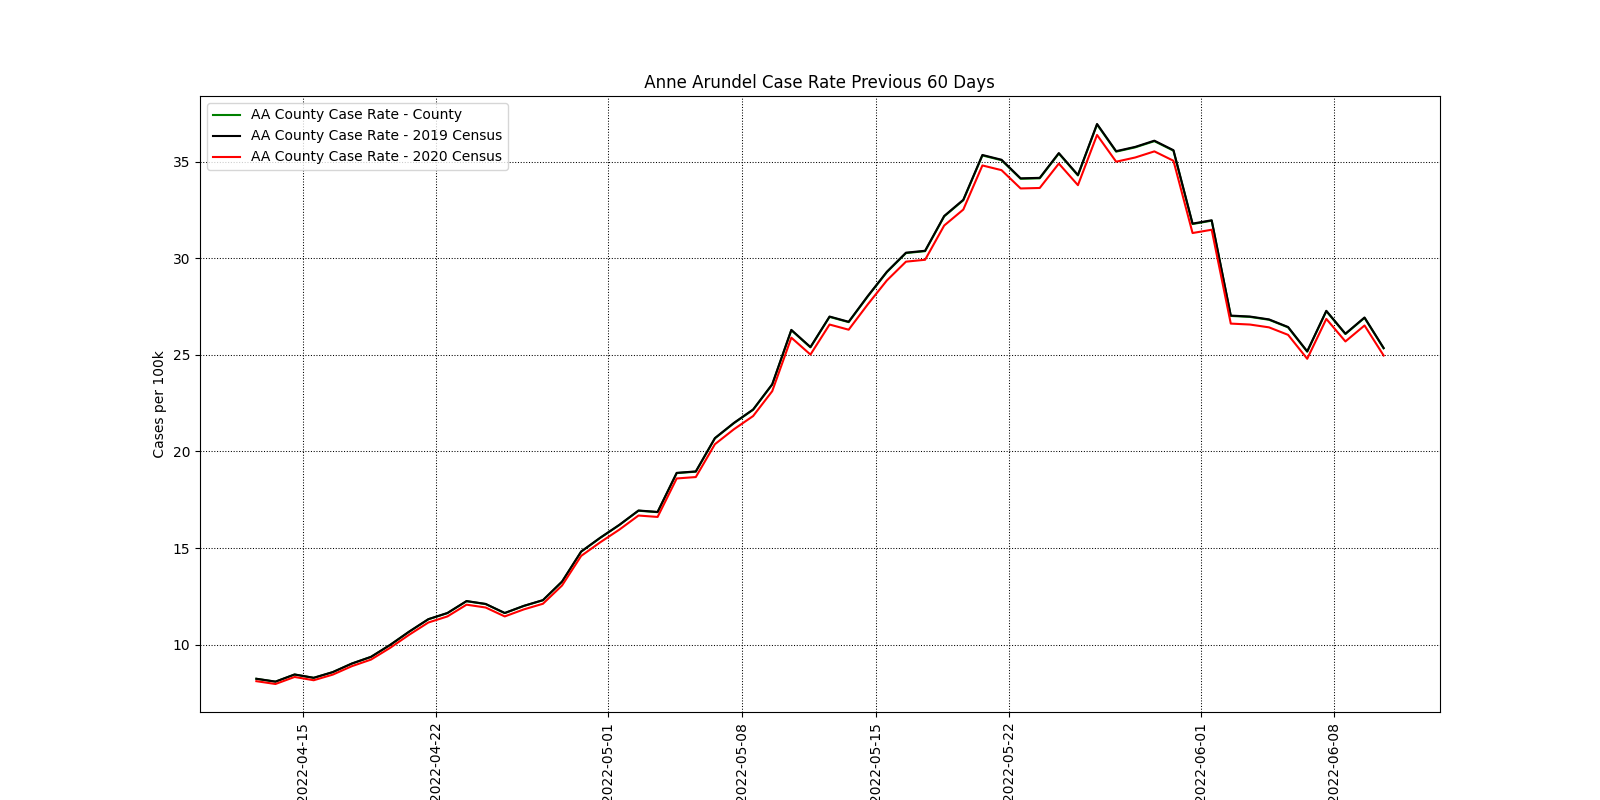 Anne Arundel Case Rate Previous 60 Days
AA County Case Rate - County
AA County Case Rate - 2019 Census
AA County Case Rate - 2020 Census
Cases per 100k
35
30
25
20
15
10
2022-04-15
2022-04-22
2022-05-01
2022-05-08
2022-05-15
2022-05-22
2022-06-01
2022-06-08